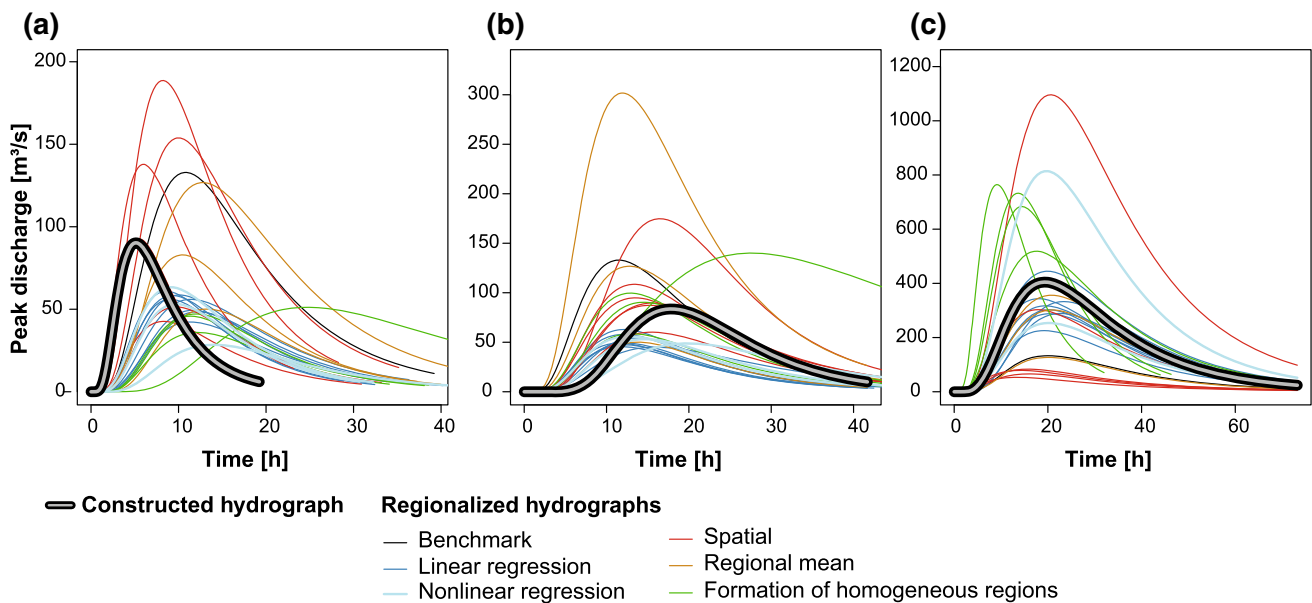 (a)
(b)
(c)
Peak discharge [m³/s]
200
150
100
50
0
0 10 20 30 40
Time [h]
300
250
200
150
100
50
0
0 10 20 30 40
Time [h]
1200
1000
800
600
400
200
0
0 20 40 60
Time [h]
Constructed hydrograph
Regionalized hydrographs
Benchmark
Linear regression
Nonlinear regression
Spatial
Regional mean
Formation of homogeneous regions